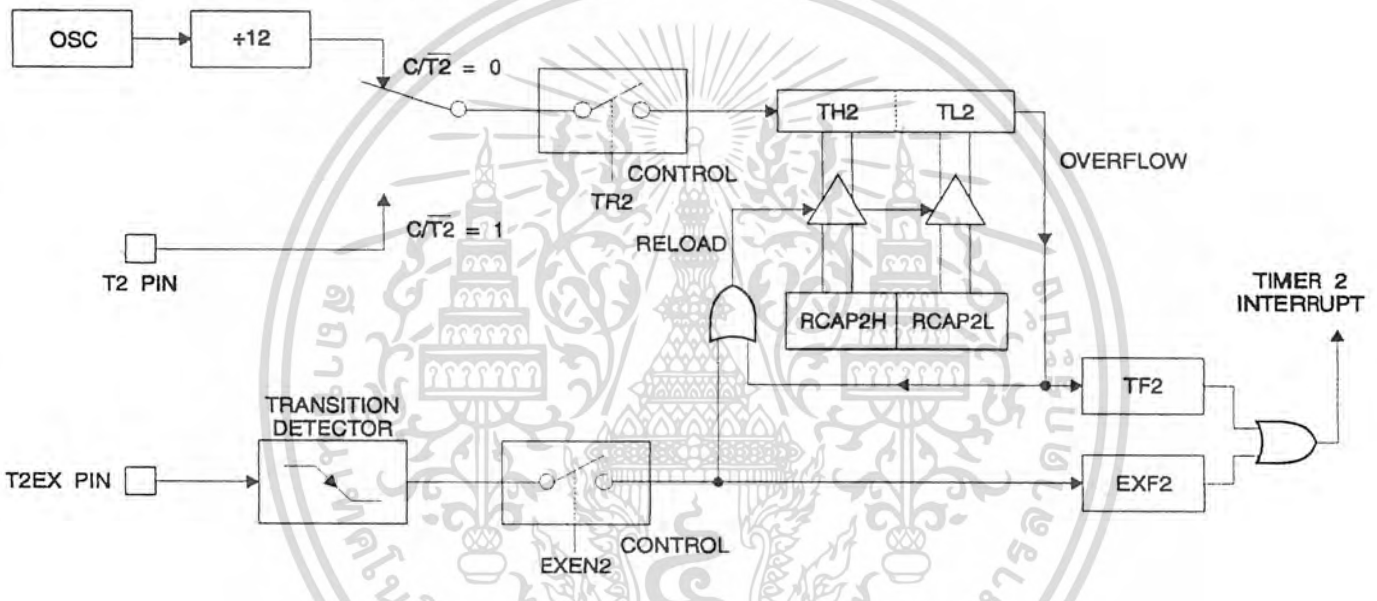 OSC
÷12
C/T2̅ = 0
TH2
TL2
OVERFLOW
CONTROL
TR2
C/T2̅ = 1
T2 PIN
RELOAD
TIMER 2
INTERRUPT
RCAP2H
RCAP2L
TF2
TRANSITION
DETECTOR
T2EX PIN
EXF2
CONTROL
EXEN2